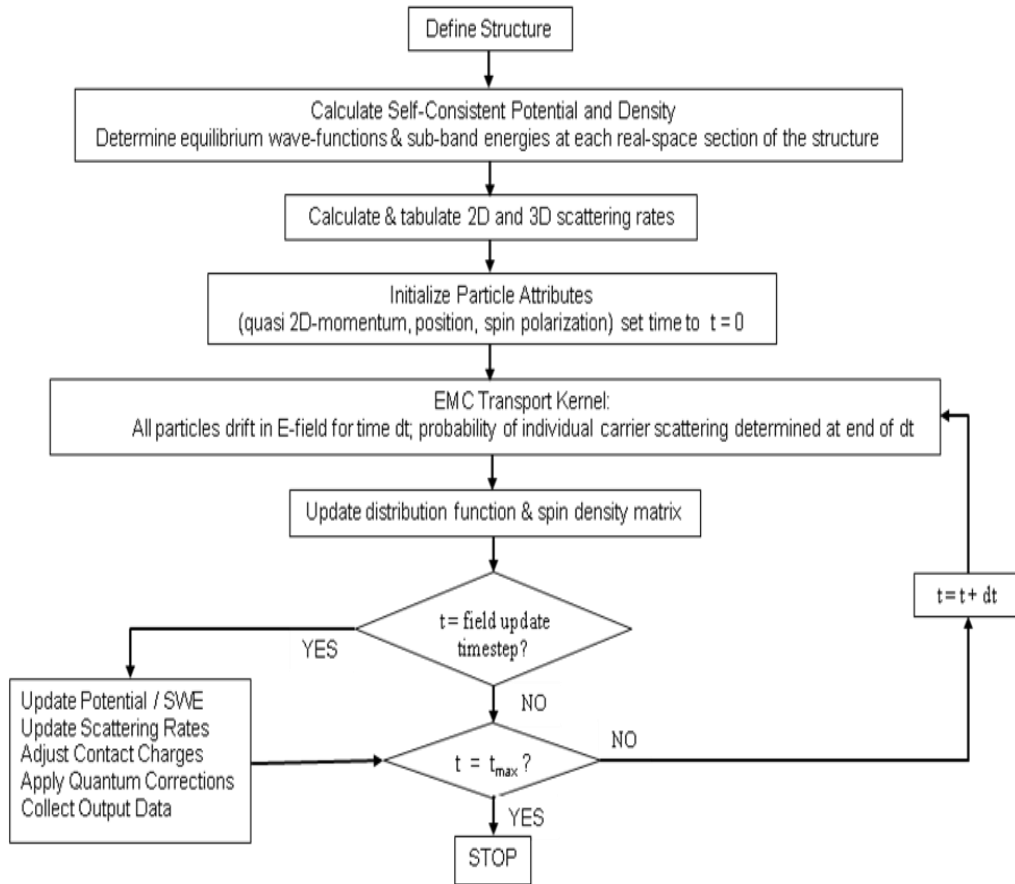 Define Structure
Calculate Self-Consistent Potential and Density
Determine equilibrium wave-functions & sub-band energies at each real-space section of the structure
Calculate & tabulate 2D and 3D scattering rates
Initialize Particle Attributes
(quasi 2D-momentum, position, spin polarization) set time to t = 0
EMC Transport Kernel:
All particles drift in E-field for time dt; probability of individual carrier scattering determined at end of dt
Update distribution function & spin density matrix
t = t + dt
t = field update
timestep?
YES
NO
Update Potential / SWE
Update Scattering Rates
Adjust Contact Charges
Apply Quantum Corrections
Collect Output Data
t = tmax ?
NO
YES
STOP